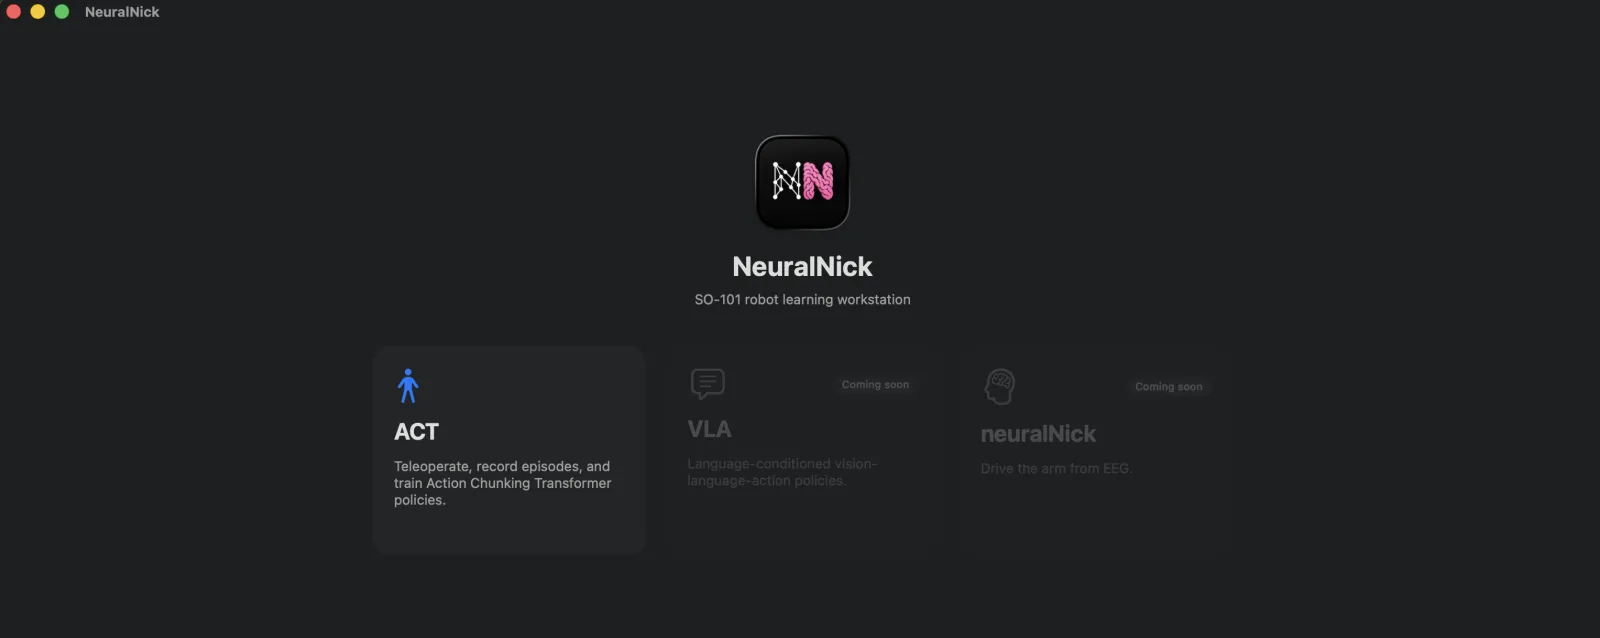 NeuralNick
NN
NeuralNick
SO-101 robot learning workstation
ACT
Teleoperate, record episodes, and
train Action Chunking Transformer
policies.
Coming soon
VLA
Language-conditioned vision-
language-action policies.
Coming soon
neuralNick
Drive the arm from EEG.